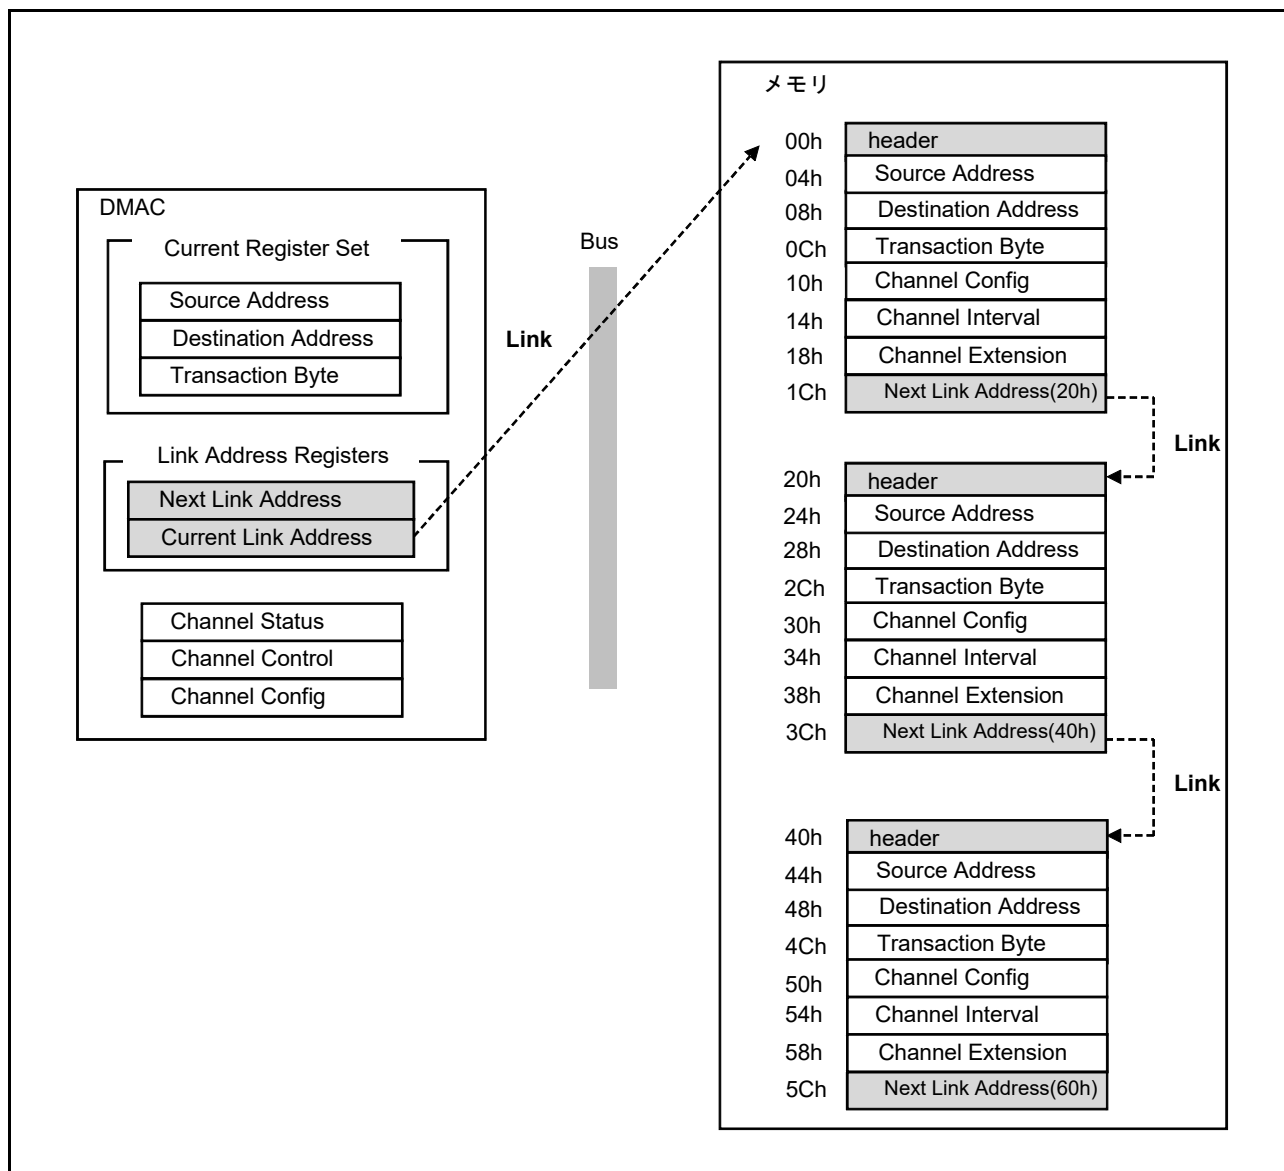 DMAC
Current Register Set
Source Address
Destination Address
Transaction Byte
Link Address Registers
Next Link Address
Current Link Address
Channel Status
Channel Control
Channel Config
Link
Bus
メモリ
00h header
04h Source Address
08h Destination Address
0Ch Transaction Byte
10h Channel Config
14h Channel Interval
18h Channel Extension
1Ch Next Link Address(20h)
Link
20h header
24h Source Address
28h Destination Address
2Ch Transaction Byte
30h Channel Config
34h Channel Interval
38h Channel Extension
3Ch Next Link Address(40h)
Link
40h header
44h Source Address
48h Destination Address
4Ch Transaction Byte
50h Channel Config
54h Channel Interval
58h Channel Extension
5Ch Next Link Address(60h)